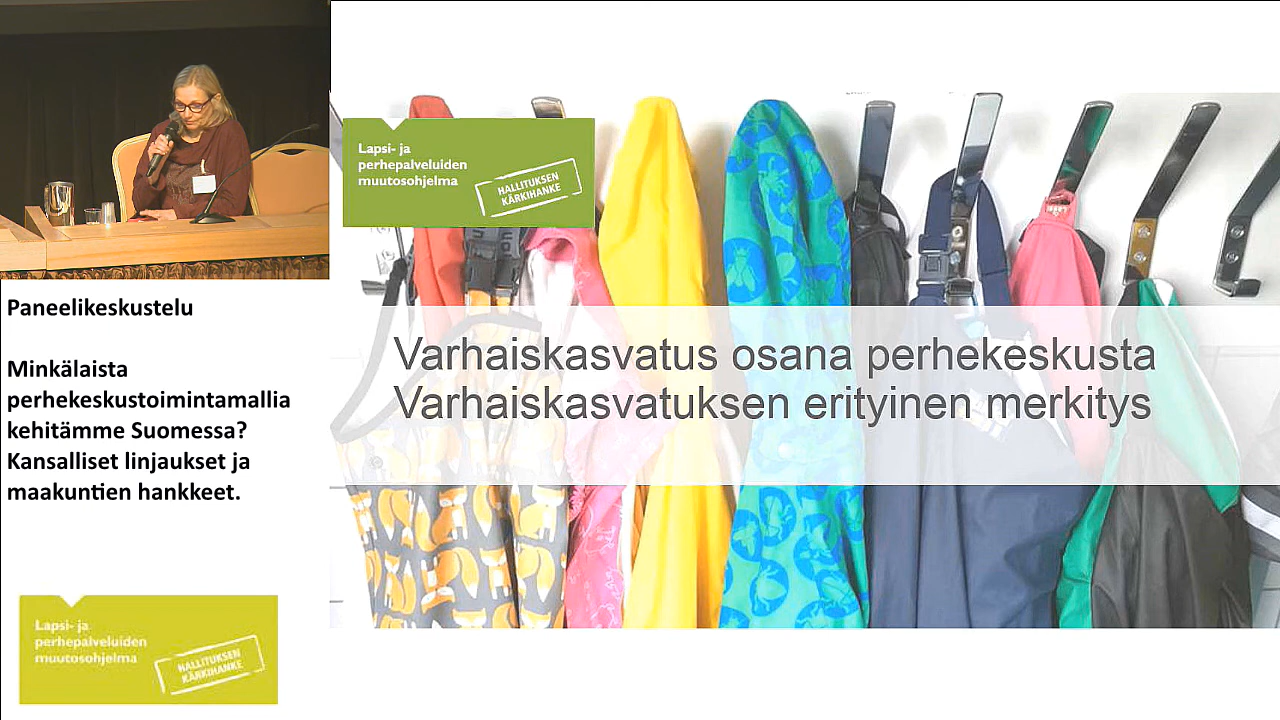 Paneelikeskustelu
Minkälaista
perhekeskustoimintamallia
kehitämme Suomessa?
Kansalliset linjaukset ja
maakuntien hankkeet.
Lapsi- ja
perhepalveluiden
muutosohjelma
HALLITUKSEN
KÄRKIHANKE
Lapsi- ja
perhepalveluiden
muutosohjelma
HALLITUKSEN
KÄRKIHANKE
Varhaiskasvatus osana perhekeskusta
Varhaiskasvatuksen erityinen merkitys